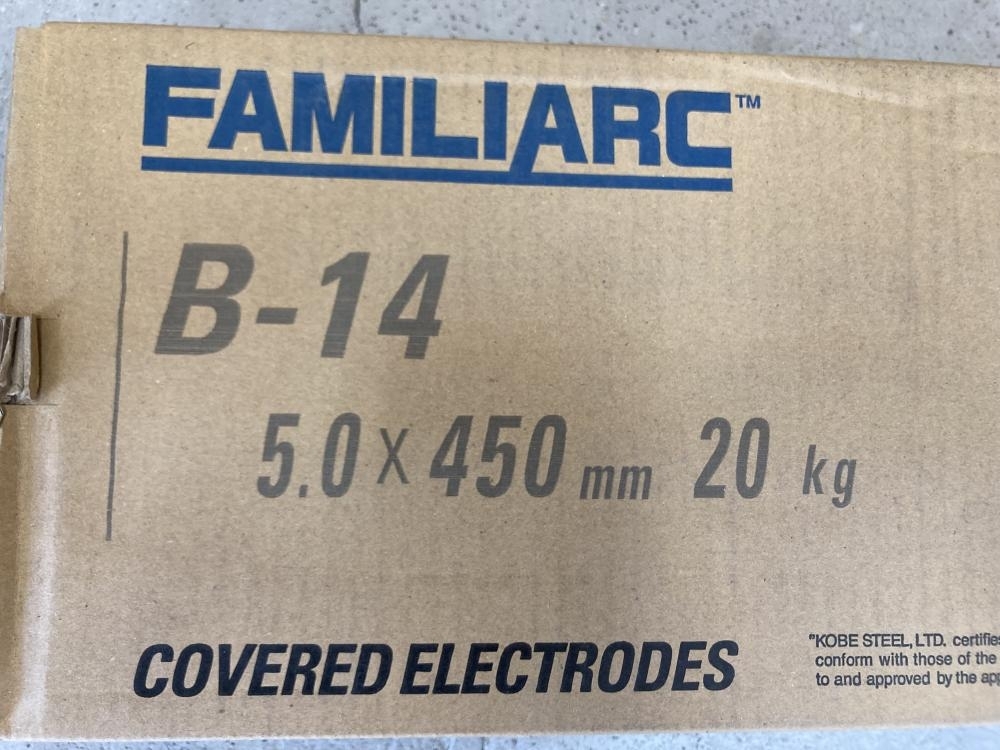 FAMILIARC™
B-14
5.0 x 450 mm 20 kg
COVERED ELECTRODES
"KOBE STEEL, LTD. certifies
conform with those of the
to and approved by the